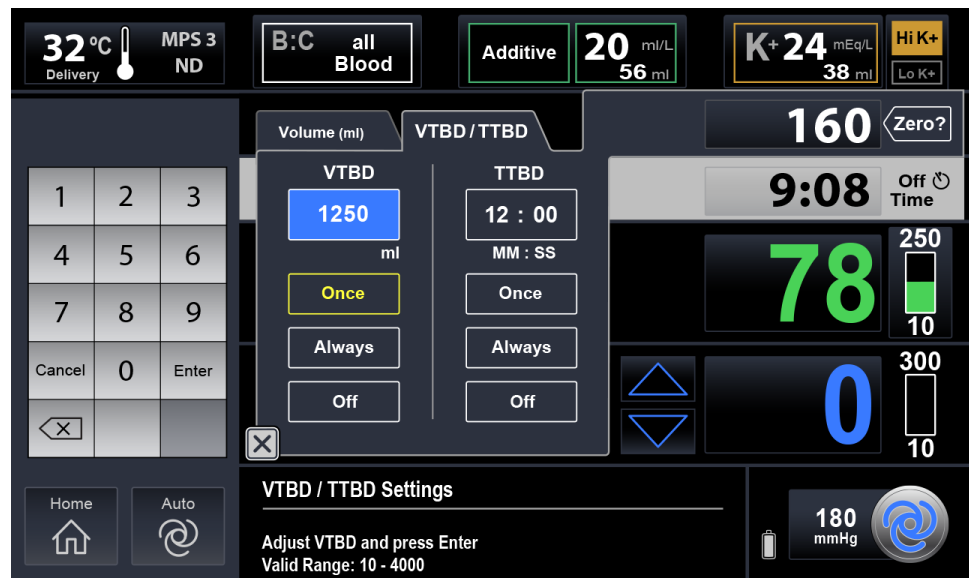 32 °C
Delivery
MPS 3
ND
B:C all
Blood
Additive
20 ml/L
56 ml
K+ 24 mEq/L
38 ml
Hi K+
Lo K+
Volume (ml)
VTBD / TTBD
160
Zero?
VTBD
TTBD
1250
12 : 00
ml
MM : SS
9:08
Off
Time
Once
Once
Always
Always
Off
Off
78
250
10
0
300
10
1 2 3
4 5 6
7 8 9
Cancel 0 Enter
X
X
Home
Auto
VTBD / TTBD Settings
Adjust VTBD and press Enter
Valid Range: 10 - 4000
180
mmHg